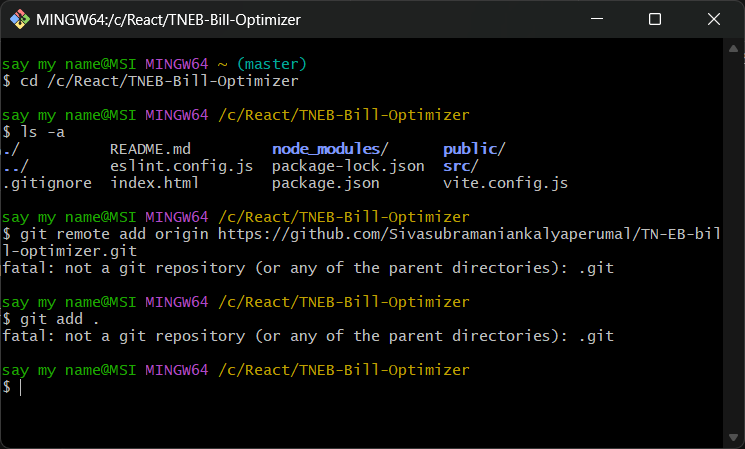 MINGW64:/c/React/TNEB-Bill-Optimizer
say my name@MSI MINGW64 ~ (master)
$ cd /c/React/TNEB-Bill-Optimizer
say my name@MSI MINGW64 /c/React/TNEB-Bill-Optimizer
$ ls -a
./ README.md node_modules/ public/
../ eslint.config.js package-lock.json src/
.gitignore index.html package.json vite.config.js
say my name@MSI MINGW64 /c/React/TNEB-Bill-Optimizer
$ git remote add origin https://github.com/Sivasubramaniankalyaperumal/TN-EB-bil
l-optimizer.git
fatal: not a git repository (or any of the parent directories): .git
say my name@MSI MINGW64 /c/React/TNEB-Bill-Optimizer
$ git add .
fatal: not a git repository (or any of the parent directories): .git
say my name@MSI MINGW64 /c/React/TNEB-Bill-Optimizer
$